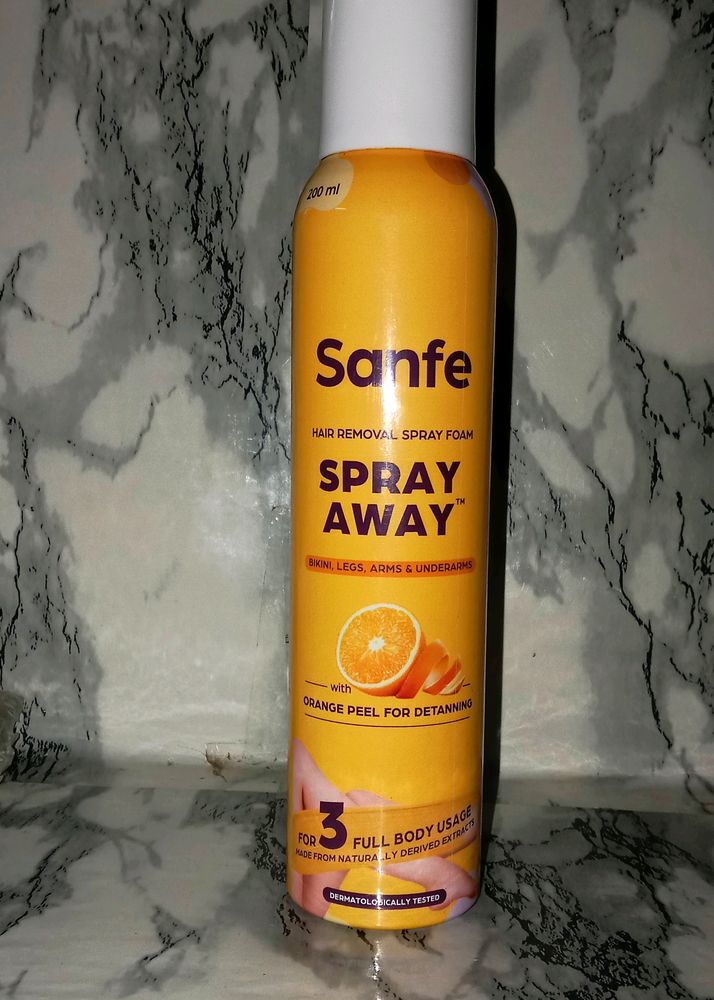 200 ml
Sanfe
HAIR REMOVAL SPRAY FOAM
SPRAY
AWAY™
BIKINI, LEGS, ARMS & UNDERARMS
with
ORANGE PEEL FOR DETANNING
FOR 3 FULL BODY USAGE
MADE FROM NATURALLY DERIVED EXTRACTS
DERMATOLOGICALLY TESTED